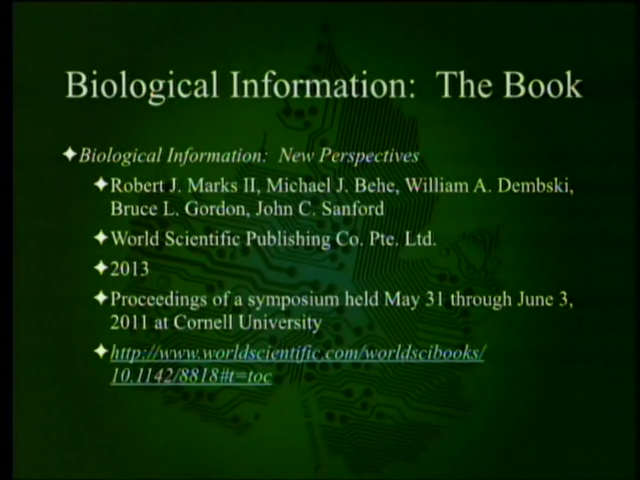 Biological Information:  The Book
Biological Information:  New Perspectives
Robert J. Marks II, Michael J. Behe, William A. Dembski,
Bruce L. Gordon, John C. Sanford
World Scientific Publishing Co. Pte. Ltd.
2013
Proceedings of a symposium held May 31 through June 3,
2011 at Cornell University
http://www.worldscientific.com/worldscibooks/
10.1142/8818#t=toc